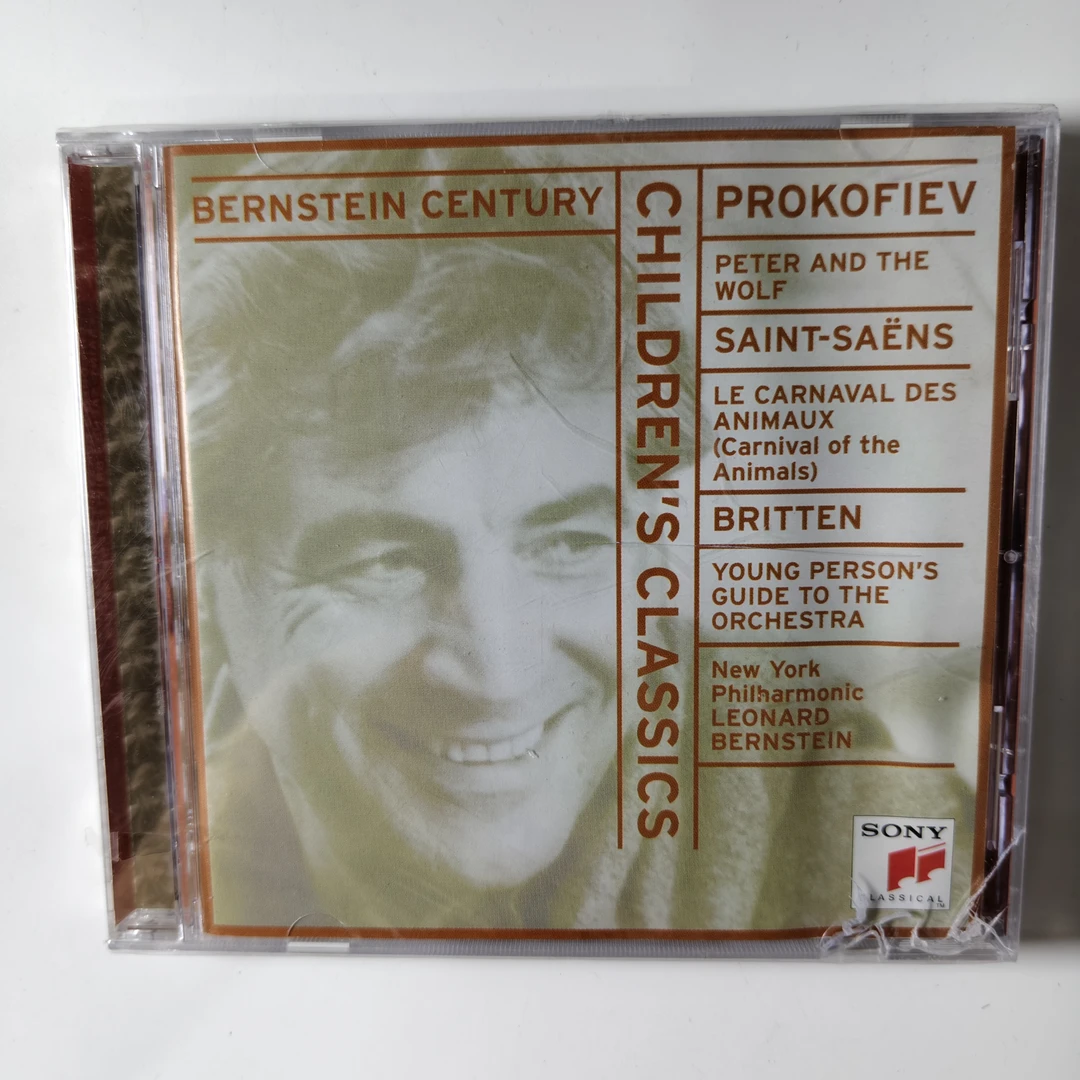 BERNSTEIN CENTURY
CHILDREN'S CLASSICS
PROKOFIEV
PETER AND THE
WOLF
SAINT-SAËNS
LE CARNAVAL DES
ANIMAUX
(Carnival of the
Animals)
BRITTEN
YOUNG PERSON'S
GUIDE TO THE
ORCHESTRA
New York
Philharmonic
LEONARD
BERNSTEIN
SONY
CLASSICAL
TM